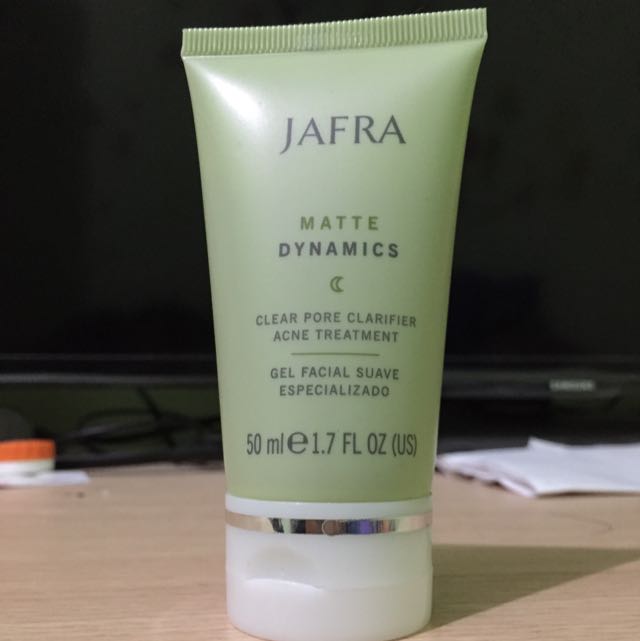 JAFRA
MATTE
DYNAMICS
CLEAR PORE CLARIFIER
ACNE TREATMENT
GEL FACIAL SUAVE
ESPECIALIZADO
50 ml ℮ 1.7 FL OZ (US)
SAMSUNG